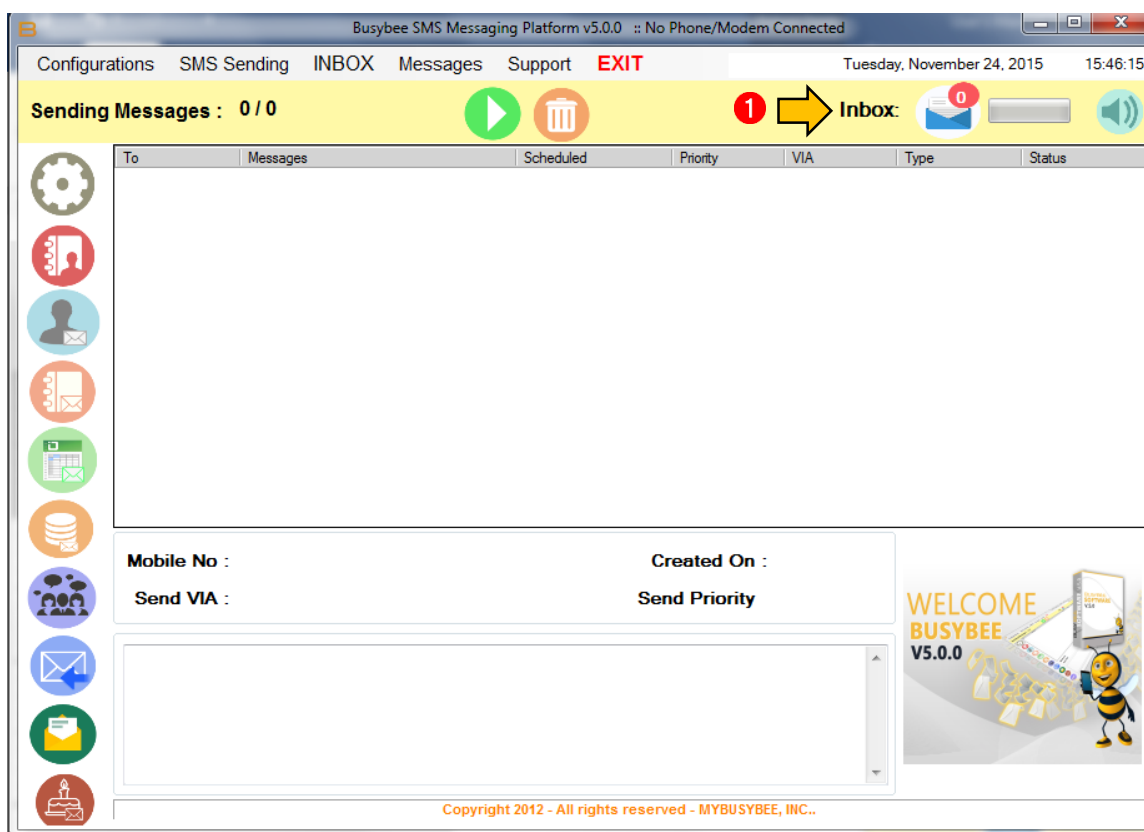 B
Busybee SMS Messaging Platform v5.0.0 :: No Phone/Modem Connected
Configurations SMS Sending INBOX Messages Support EXIT Tuesday, November 24, 2015 15:46:15
Sending Messages : 0 / 0 1 Inbox: 0
To Messages Scheduled Priority VIA Type Status
Mobile No : Created On :
Send VIA : Send Priority
WELCOME
BUSYBEE
V5.0.0
Copyright 2012 - All rights reserved - MYBUSYBEE, INC..